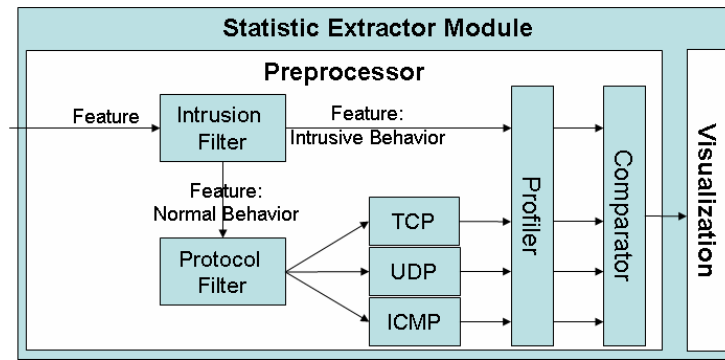 Statistic Extractor Module
Preprocessor
Feature
Intrusion
Filter
Feature:
Intrusive Behavior
Feature:
Normal Behavior
Protocol
Filter
TCP
UDP
ICMP
Profiler
Comparator
Visualization